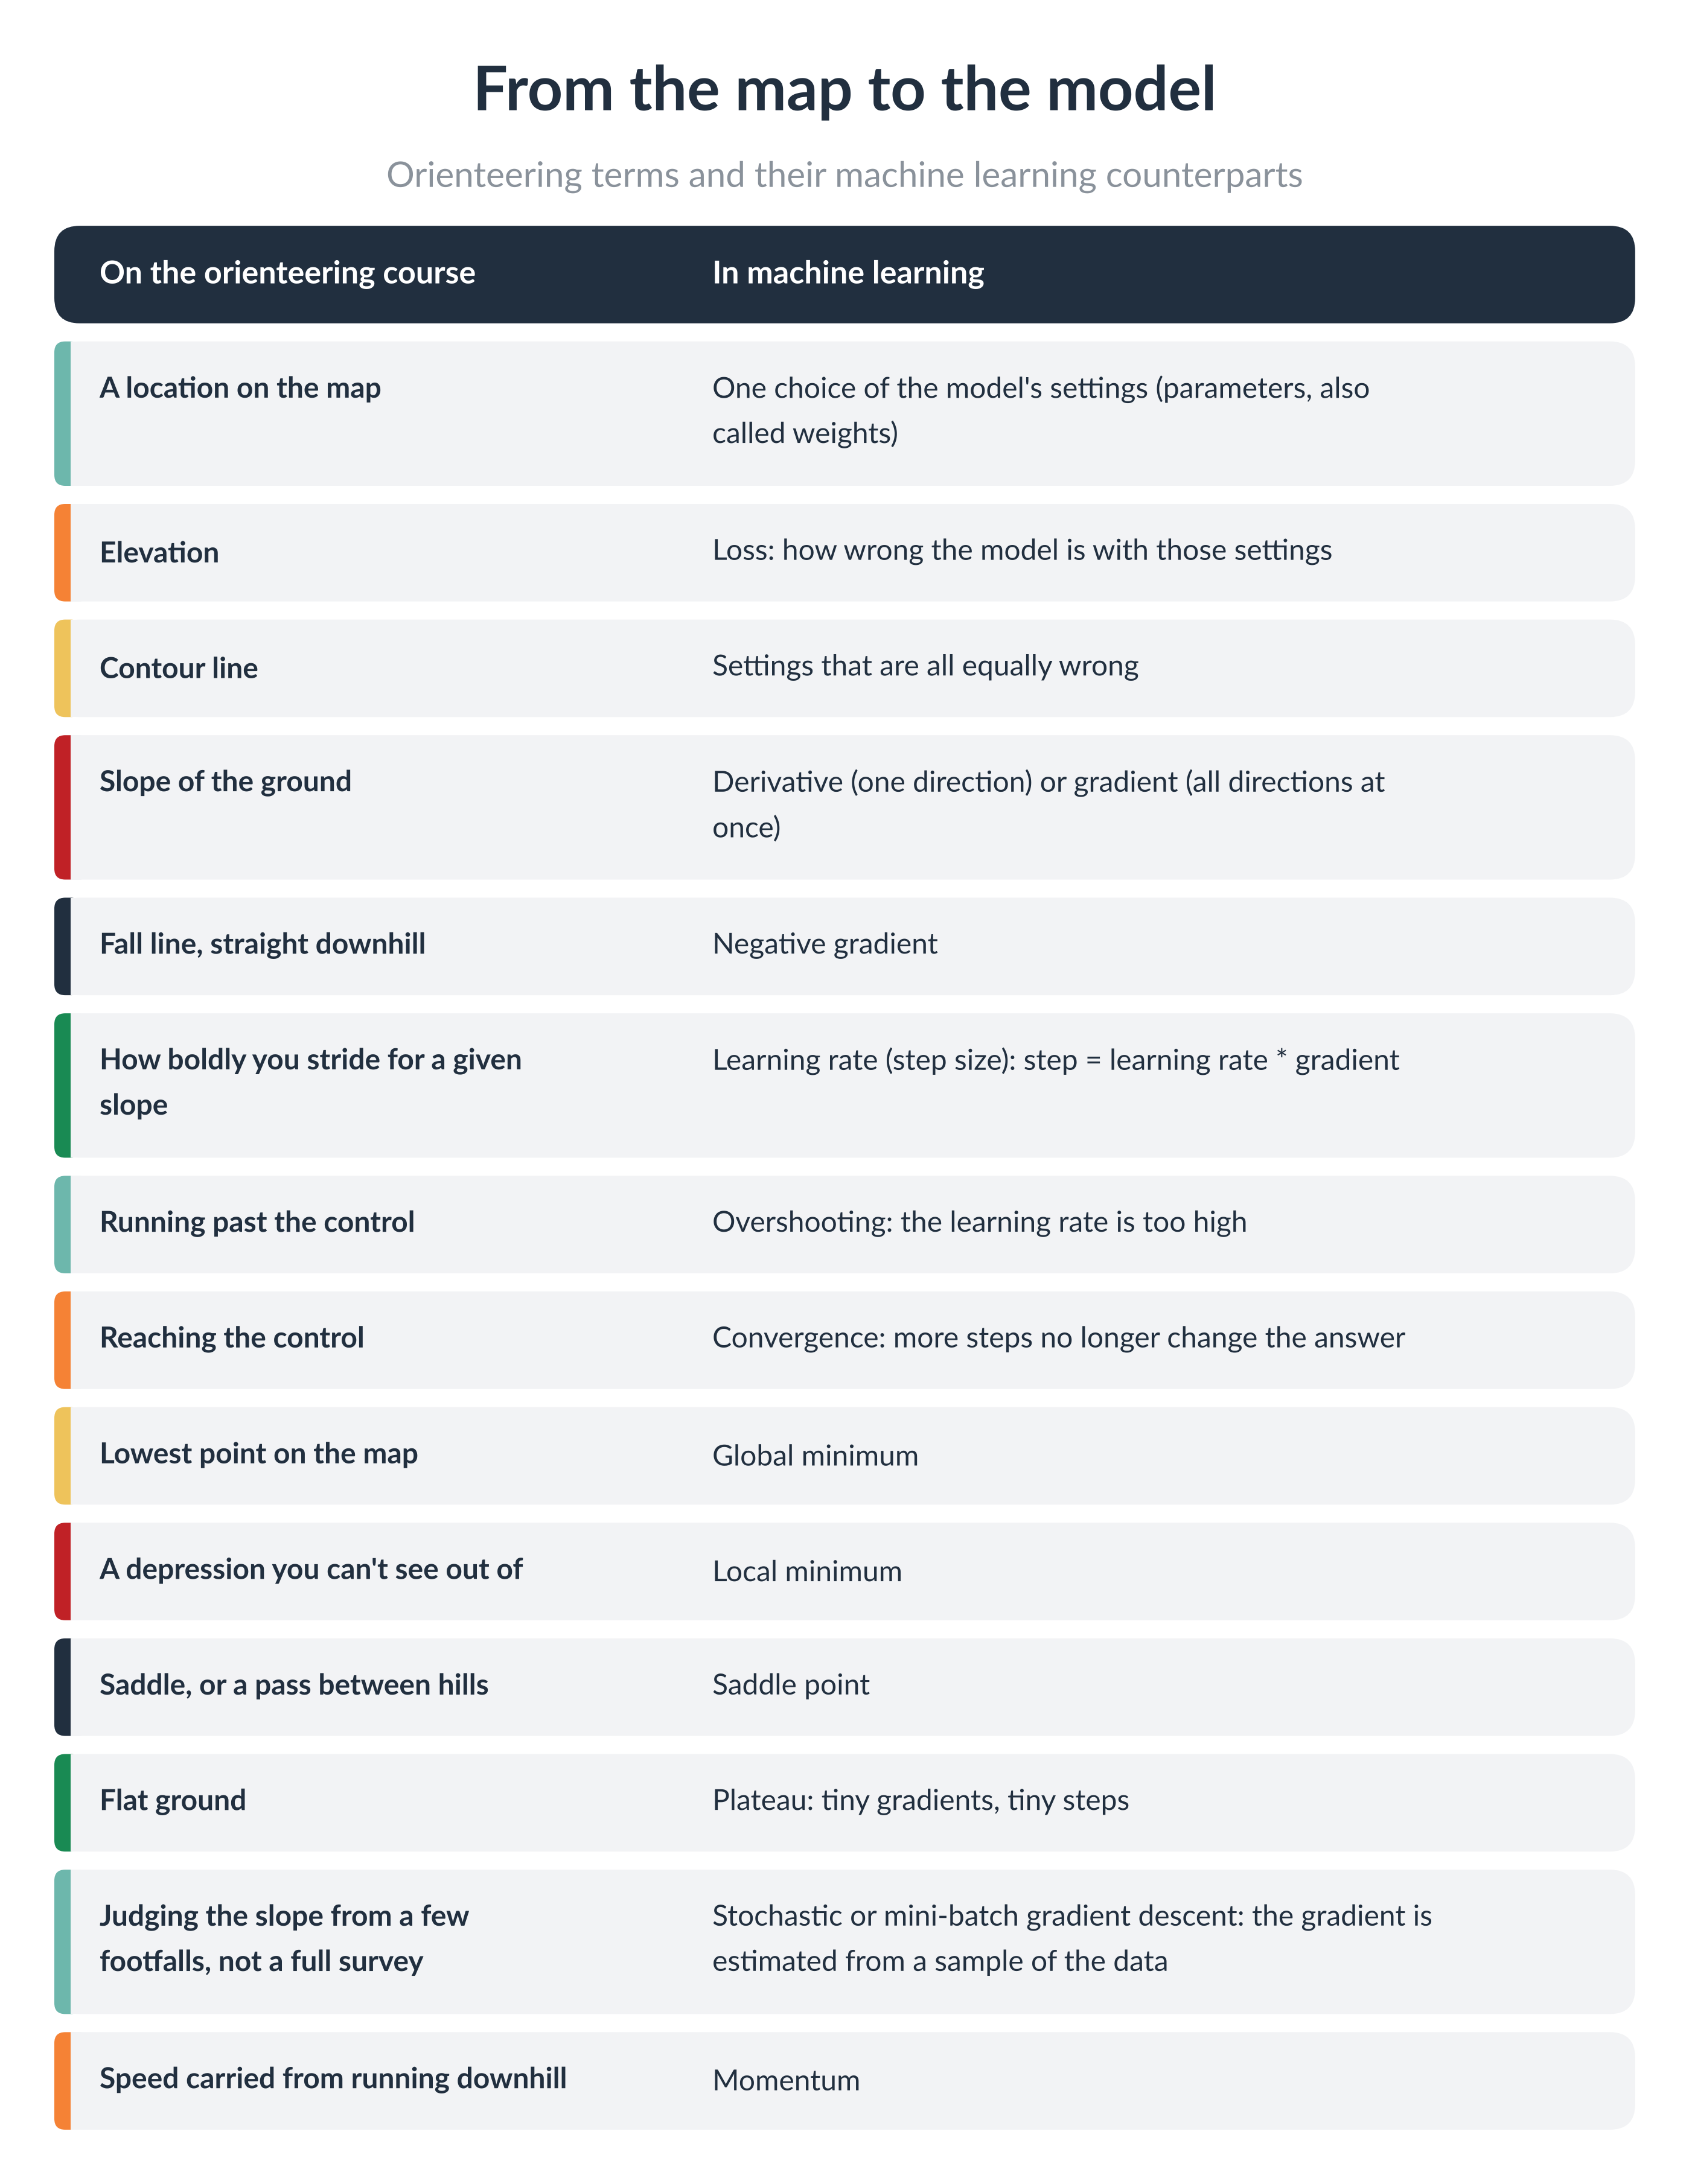 From the map to the model
Orienteering terms and their machine learning counterparts
On the orienteering course
In machine learning
A location on the map
One choice of the model's settings (parameters, also
called weights)
Elevation
Loss: how wrong the model is with those settings
Contour line
Settings that are all equally wrong
Slope of the ground
Derivative (one direction) or gradient (all directions at
once)
Fall line, straight downhill
Negative gradient
How boldly you stride for a given
slope
Learning rate (step size): step = learning rate * gradient
Running past the control
Overshooting: the learning rate is too high
Reaching the control
Convergence: more steps no longer change the answer
Lowest point on the map
Global minimum
A depression you can't see out of
Local minimum
Saddle, or a pass between hills
Saddle point
Flat ground
Plateau: tiny gradients, tiny steps
Judging the slope from a few
footfalls, not a full survey
Stochastic or mini-batch gradient descent: the gradient is
estimated from a sample of the data
Speed carried from running downhill
Momentum